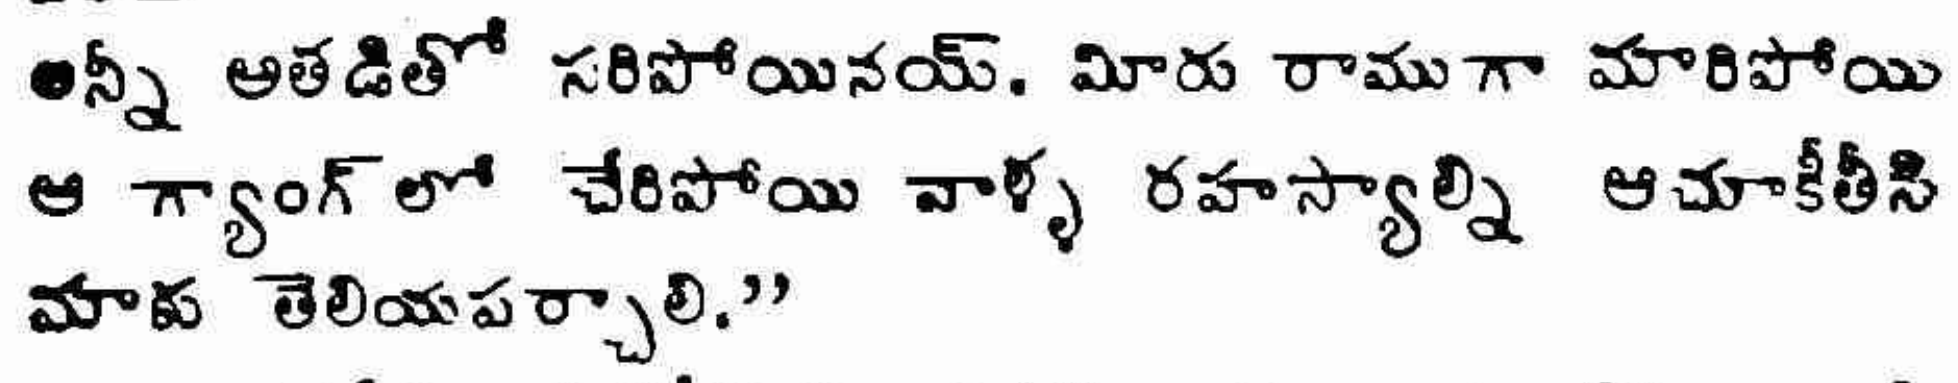 అన్నీ అతడితో సరిపోయినయ్. మీరు రాముగా మారిపోయి
ఆ గ్యాంగ్‌లో చేరిపోయి వాళ్ళ రహస్యాల్ని ఆచూకీతీసి
మాకు తెలియపర్చాలి.”